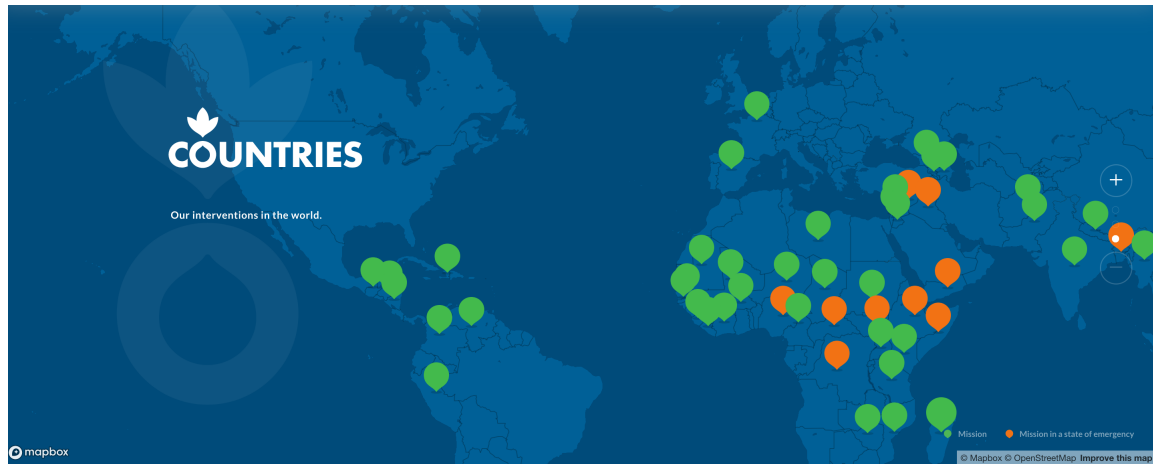 COUNTRIES
Our interventions in the world.
+
−
Mission
Mission in a state of emergency
mapbox
© Mapbox © OpenStreetMap Improve this map